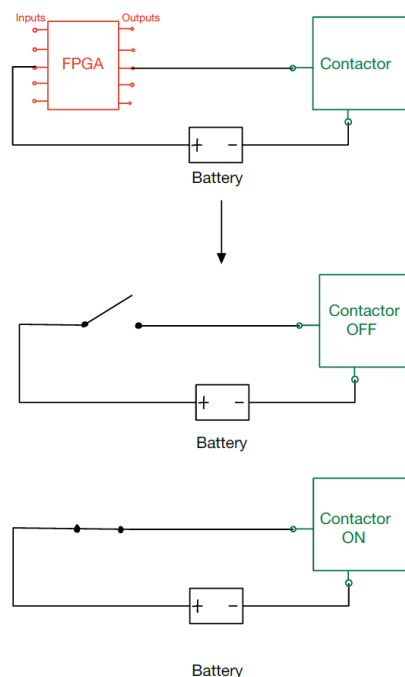 Inputs
Outputs
FPGA
Contactor
+ -
Battery
Contactor
OFF
+ -
Battery
Contactor
ON
+ -
Battery